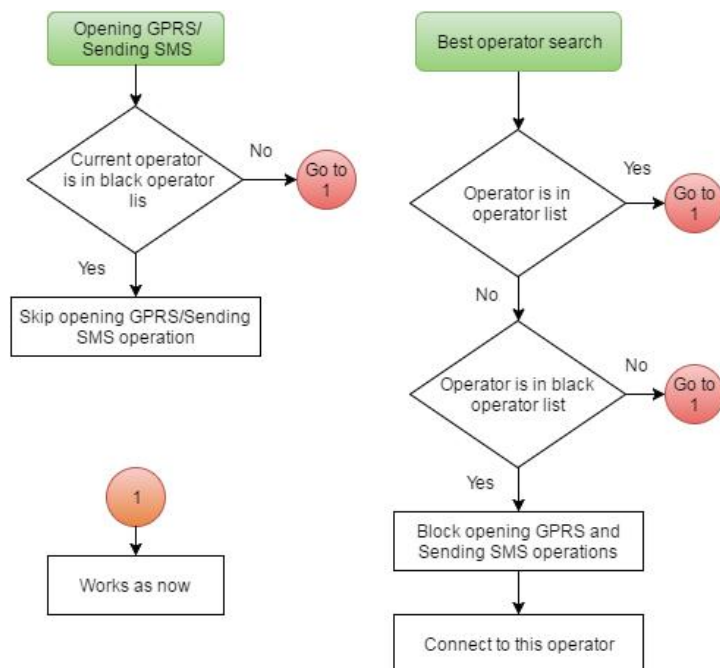 Opening GPRS/
Sending SMS
Current operator
is in black operator
lis
No
Go to
1
Yes
Skip opening GPRS/Sending
SMS operation
1
Works as now
Best operator search
Operator is in
operator list
Yes
Go to
1
No
Operator is in black
operator list
No
Go to
1
Yes
Block opening GPRS and
Sending SMS operations
Connect to this operator